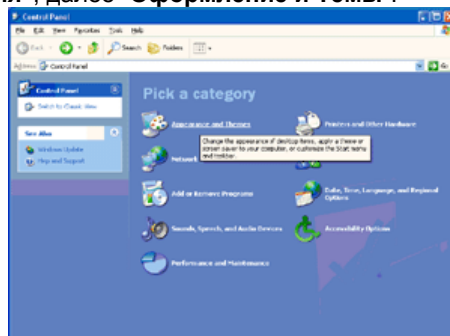 ", далее "Оформление и темы".
Control Panel
File Edit View Favorites Tools Help
Back Search Folders
Address Control Panel Go
Control Panel
Switch to Classic View
See Also
Windows Update
Help and Support
Pick a category
Appearance and Themes
Printers and Other Hardware
Change the appearance of desktop items, apply a theme or
screen saver to your computer, or customize the Start menu
and taskbar.
Network
Add or Remove Programs
Date, Time, Language, and Regional
Options
Sounds, Speech, and Audio Devices
Accessibility Options
Performance and Maintenance